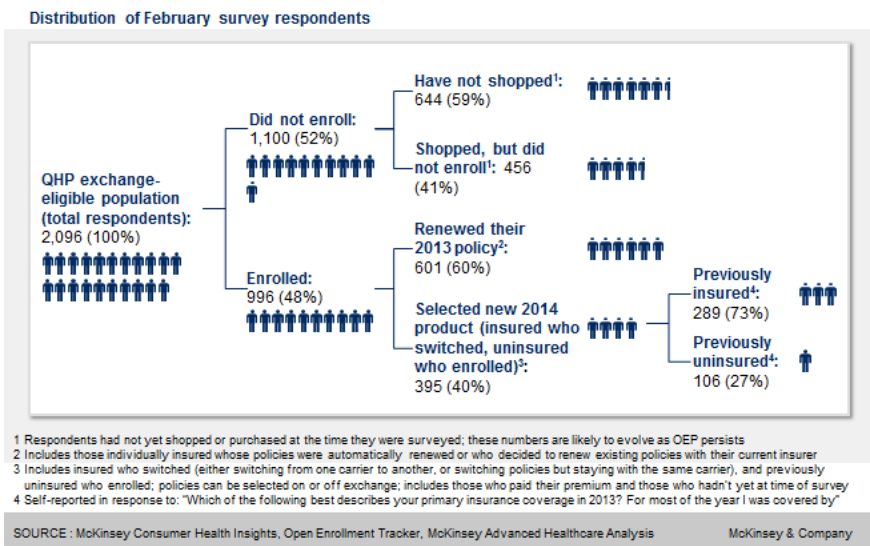 Distribution of February survey respondents
QHP exchange-
eligible population
(total respondents):
2,096 (100%)
Did not enroll:
1,100 (52%)
Have not shopped¹:
644 (59%)
Shopped, but did
not enroll¹: 456
(41%)
Enrolled:
996 (48%)
Renewed their
2013 policy²:
601 (60%)
Selected new 2014
product (insured who
switched, uninsured
who enrolled)³:
395 (40%)
Previously
insured⁴:
289 (73%)
Previously
uninsured⁴:
106 (27%)
1 Respondents had not yet shopped or purchased at the time they were surveyed; these numbers are likely to evolve as OEP persists
2 Includes those individually insured whose policies were automatically renewed or who decided to renew existing policies with their current insurer
3 Includes insured who switched (either switching from one carrier to another, or switching policies but staying with the same carrier), and previously
uninsured who enrolled; policies can be selected on or off exchange; includes those who paid their premium and those who hadn't yet at time of survey
4 Self-reported in response to: "Which of the following best describes your primary insurance coverage in 2013? For most of the year I was covered by"
SOURCE : McKinsey Consumer Health Insights, Open Enrollment Tracker, McKinsey Advanced Healthcare Analysis
McKinsey & Company